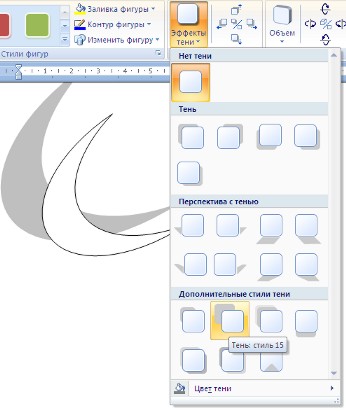 Заливка фигуры
Контур фигуры
Изменить фигуру
Стили фигур
Эффекты тени
Объем
Нет тени
Тень
Перспектива с тенью
Дополнительные стили тени
Тень: стиль 15
Цвет тени